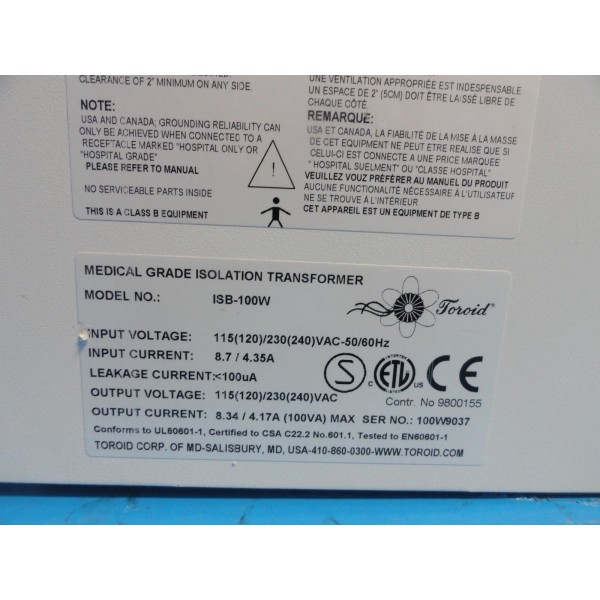 CLEARANCE OF 2" MINIMUM ON ANY SIDE.
NOTE:
USA AND CANADA; GROUNDING RELIABILITY CAN
ONLY BE ACHIEVED WHEN CONNECTED TO A
RECEPTACLE MARKED "HOSPITAL ONLY OR
"HOSPITAL GRADE"
PLEASE REFER TO MANUAL
NO SERVICEABLE PARTS INSIDE
THIS IS A CLASS B EQUIPMENT
UNE VENTILATION APPROPRIÉE EST INDESPENSABLE
UN ESPACE DE 2" (5CM) DOIT ÊTRE LAISSÉ LIBRE DE
CHAQUE CÔTÉ.
REMARQUE:
USA ET CANADA, LA FIABILITÉ DE LA MISE À LA MASSE
DE CET EQUIPMENT NE PEUT ÊTRE REALISÉ QUE SI
CELUI-CI EST CONNECTE A UNE PRICE MARQUEE
" HOSPITAL SUELMENT" OU "CLASSE HOSPITAL"
VEUILLEZ VOUS PRÉFÉRER AU MANUEL DU PRODUIT
AUCUNE FUNCTIONALITÉ NÉCESSAIRE À L'UTILISATEUR
NE SE TROUVE À L'INTÉRIEUR
CET APPAREIL EST UN EQUIPMENT DE TYPE B
MEDICAL GRADE ISOLATION TRANSFORMER
MODEL NO.: ISB-100W
Toroid®
INPUT VOLTAGE: 115(120)/230(240)VAC-50/60Hz
INPUT CURRENT: 8.7 / 4.35A
LEAKAGE CURRENT:<100uA
OUTPUT VOLTAGE: 115(120)/230(240)VAC
OUTPUT CURRENT: 8.34 / 4.17A (100VA) MAX SER NO.: 100W9037
S C ETL US CE
Contr. No 9800155
Conforms to UL60601-1, Certified to CSA C22.2 No.601.1, Tested to EN60601-1
TOROID CORP. OF MD-SALISBURY, MD, USA-410-860-0300-WWW.TOROID.COM